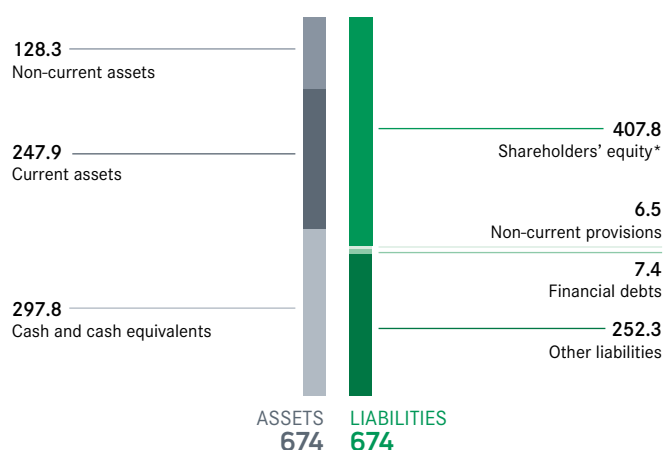 128.3
Non-current assets
247.9
Current assets
297.8
Cash and cash equivalents
407.8
Shareholders’ equity*
6.5
Non-current provisions
7.4
Financial debts
252.3
Other liabilities
ASSETS
674
LIABILITIES
674